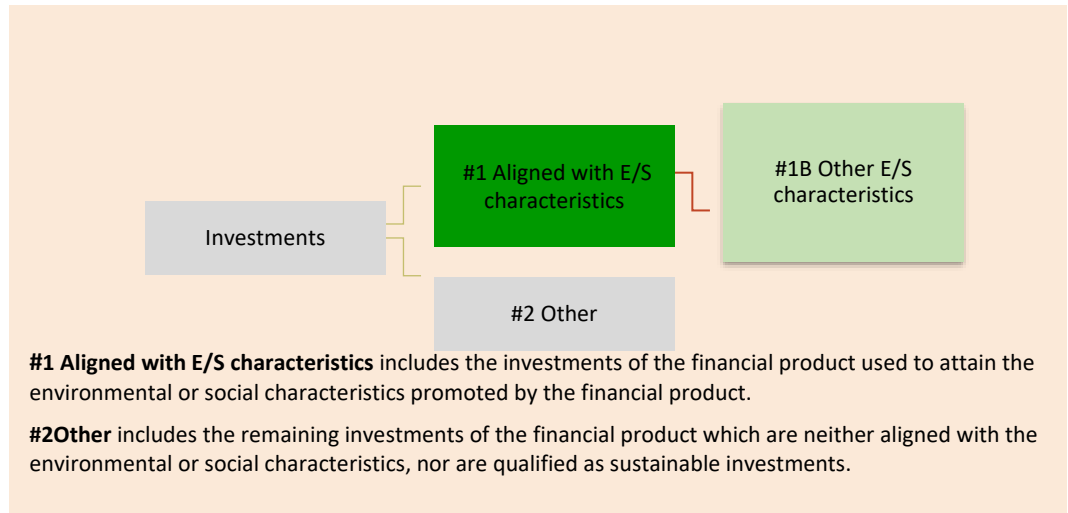 #1 Aligned with E/S
characteristics
#1B Other E/S
characteristics
Investments
#2 Other
#1 Aligned with E/S characteristics includes the investments of the financial product used to attain the
environmental or social characteristics promoted by the financial product.
#2Other includes the remaining investments of the financial product which are neither aligned with the
environmental or social characteristics, nor are qualified as sustainable investments.